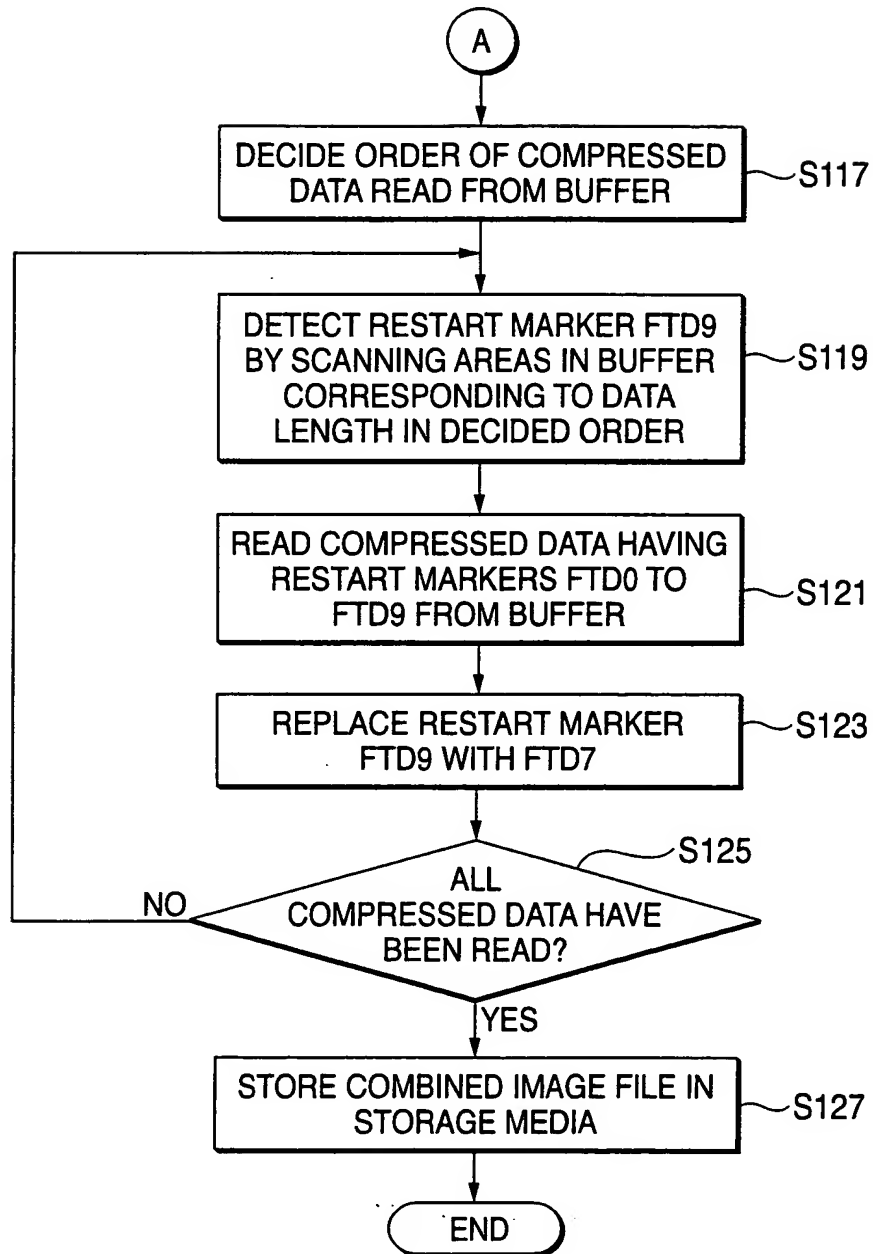 A
DECIDE ORDER OF COMPRESSED
DATA READ FROM BUFFER
S117
DETECT RESTART MARKER FTD9
BY SCANNING AREAS IN BUFFER
CORRESPONDING TO DATA
LENGTH IN DECIDED ORDER
S119
READ COMPRESSED DATA HAVING
RESTART MARKERS FTD0 TO
FTD9 FROM BUFFER
S121
REPLACE RESTART MARKER
FTD9 WITH FTD7
S123
S125
ALL
COMPRESSED DATA HAVE
BEEN READ?
NO
YES
STORE COMBINED IMAGE FILE IN
STORAGE MEDIA
S127
END